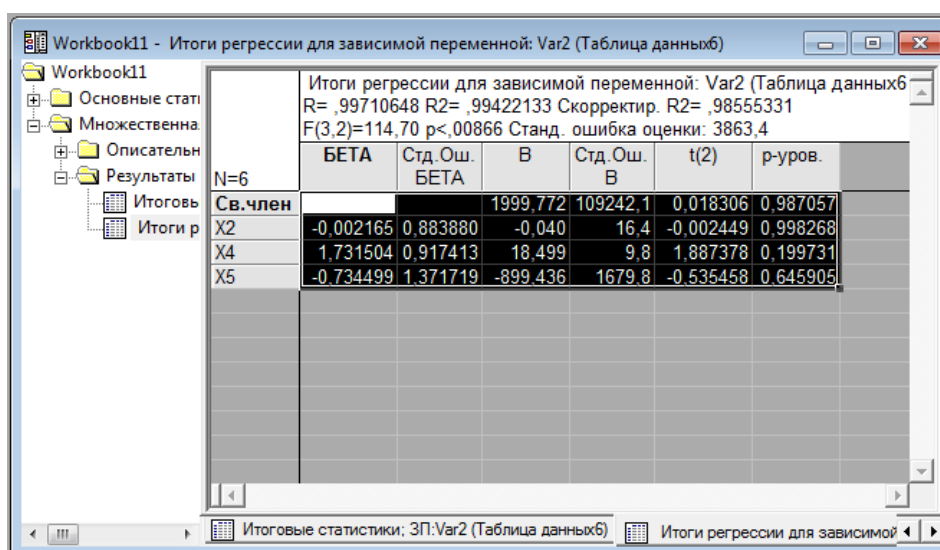 Workbook11 - Итоги регрессии для зависимой переменной: Var2 (Таблица данных6)
Workbook11
Основные стати
Множественна
Описательн
Результаты
Итоговь
Итоги р
Итоги регрессии для зависимой переменной: Var2 (Таблица данных6
R= ,99710648 R2= ,99422133 Скорректир. R2= ,98555331
F(3,2)=114,70 p<,00866 Станд. ошибка оценки: 3863,4
N=6 БЕТА Стд.Ош. БЕТА B Стд.Ош. B t(2) p-уров.
Св.член 1999,772 109242,1 0,018306 0,987057
X2 -0,002165 0,883880 -0,040 16,4 -0,002449 0,998268
X4 1,731504 0,917413 18,499 9,8 1,887378 0,199731
X5 -0,734499 1,371719 -899,436 1679,8 -0,535458 0,645905
Итоговые статистики; ЗП:Var2 (Таблица данных6) Итоги регрессии для зависимой